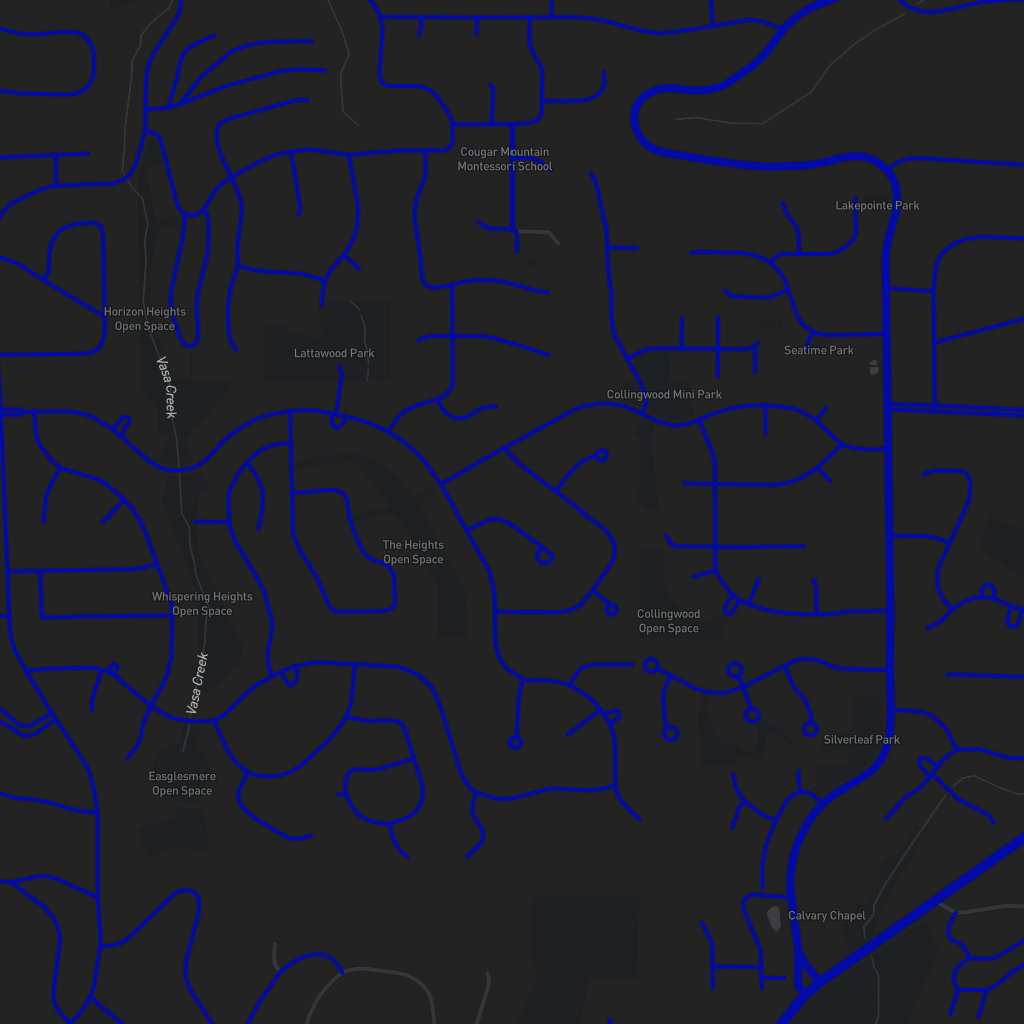 Cougar Mountain
Montessori School
Lakepointe Park
Horizon Heights
Open Space
Lattawood Park
Seatime Park
Vasa Creek
Collingwood Mini Park
The Heights
Open Space
Whispering Heights
Open Space
Collingwood
Open Space
Vasa Creek
Silverleaf Park
Easglesmere
Open Space
Calvary Chapel